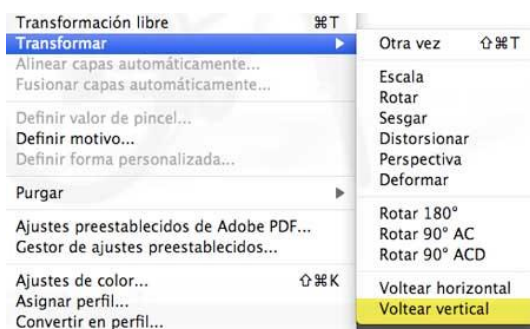 Transformación libre ⌘T
Transformar ▶
Alinear capas automáticamente...
Fusionar capas automáticamente...
Definir valor de pincel...
Definir motivo...
Definir forma personalizada...
Purgar ▶
Ajustes preestablecidos de Adobe PDF...
Gestor de ajustes preestablecidos...
Ajustes de color... ⇧⌘K
Asignar perfil...
Convertir en perfil...
Otra vez ⇧⌘T
Escala
Rotar
Sesgar
Distorsionar
Perspectiva
Deformar
Rotar 180°
Rotar 90° AC
Rotar 90° ACD
Voltear horizontal
Voltear vertical